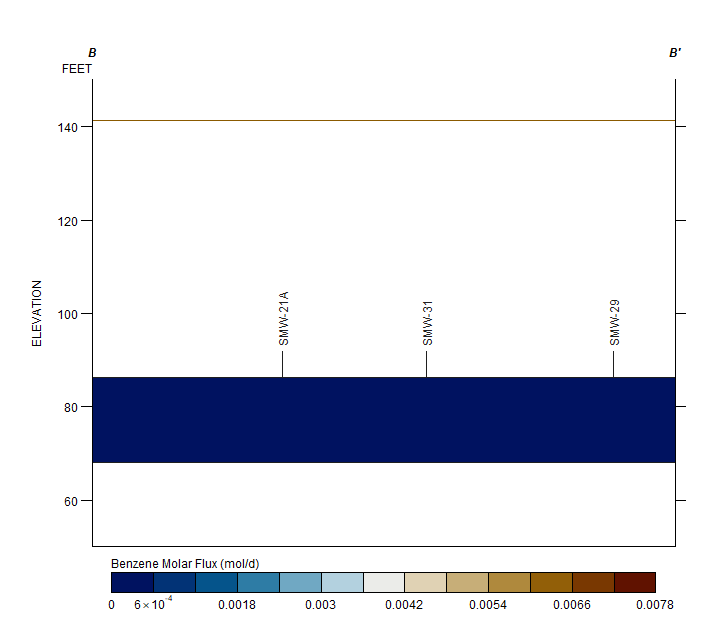 B B'
FEET
140
120
100
80
60
ELEVATION
SMW-21A
SMW-31
SMW-29
Benzene Molar Flux (mol/d)
0 6×10⁻⁴ 0.0018 0.003 0.0042 0.0054 0.0066 0.0078